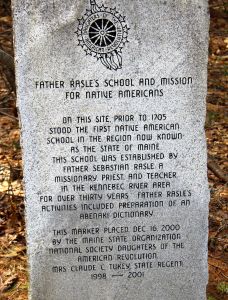 FATHER RASLE'S SCHOOL AND MISSION
FOR NATIVE AMERICANS
ON THIS SITE, PRIOR TO 1705
STOOD THE FIRST NATIVE AMERICAN
SCHOOL IN THE REGION NOW KNOWN
AS THE STATE OF MAINE.
THIS SCHOOL WAS ESTABLISHED BY
FATHER SEBASTIAN RASLE A
MISSIONARY PRIEST AND TEACHER
IN THE KENNEBEC RIVER AREA
FOR OVER THIRTY YEARS. FATHER RASLE'S
ACTIVITIES INCLUDED PREPARATION OF AN
ABENAKI DICTIONARY.
THIS MARKER PLACED DEC. 16, 2000
BY THE MAINE STATE ORGANIZATION
NATIONAL SOCIETY DAUGHTERS OF THE
AMERICAN REVOLUTION.
MRS CLAUDE L. TUKEY, STATE REGENT
1998 — 2001